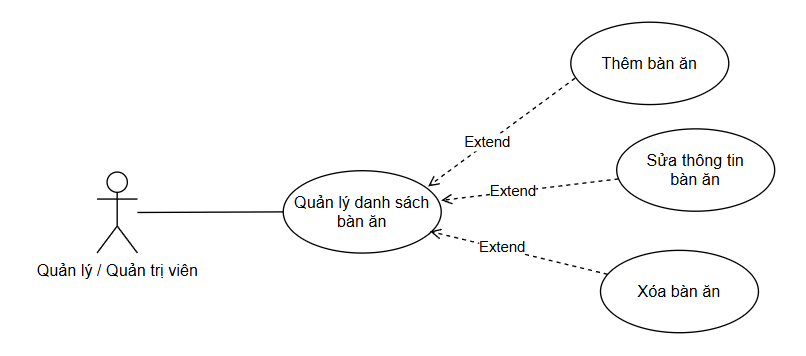 Thêm bàn ăn
Extend
Sửa thông tin
bàn ăn
Extend
Quản lý danh sách
bàn ăn
Extend
Quản lý / Quản trị viên
Xóa bàn ăn